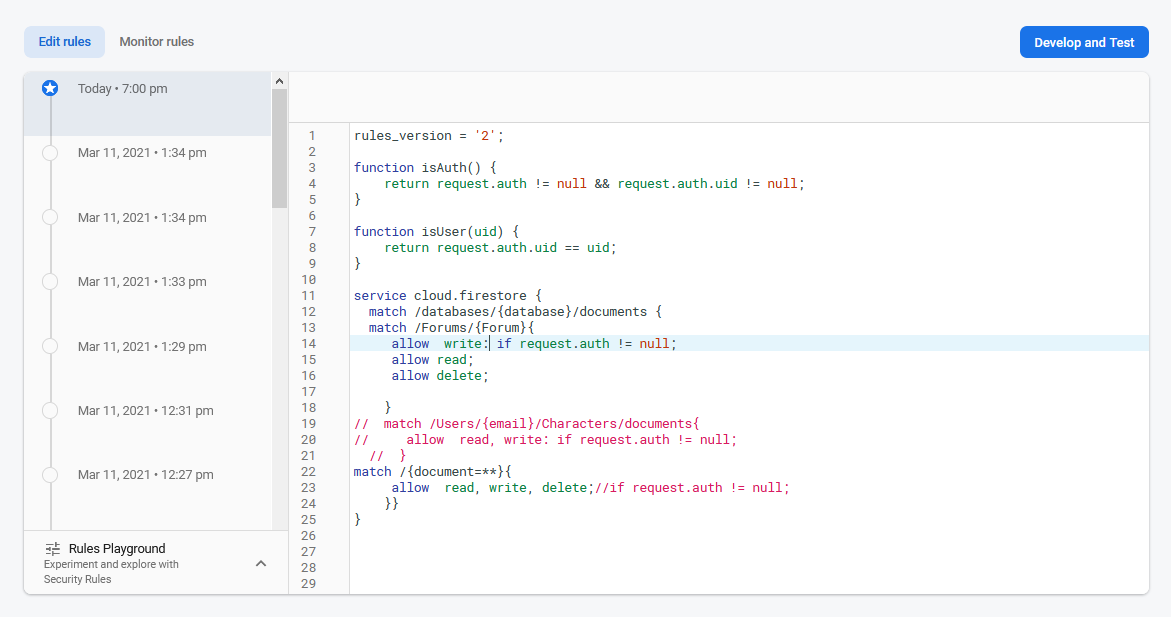 Edit rules
Monitor rules
Develop and Test
Today • 7:00 pm
Mar 11, 2021 • 1:34 pm
Mar 11, 2021 • 1:34 pm
Mar 11, 2021 • 1:33 pm
Mar 11, 2021 • 1:29 pm
Mar 11, 2021 • 12:31 pm
Mar 11, 2021 • 12:27 pm
Rules Playground
Experiment and explore with
Security Rules
1 rules_version = '2';
2
3 function isAuth() {
4     return request.auth != null && request.auth.uid != null;
5 }
6
7 function isUser(uid) {
8     return request.auth.uid == uid;
9 }
10
11 service cloud.firestore {
12   match /databases/{database}/documents {
13   match /Forums/{Forum}{
14      allow  write: if request.auth != null;
15      allow read;
16      allow delete;
17
18     }
19 //  match /Users/{email}/Characters/documents{
20 //     allow  read, write: if request.auth != null;
21   //  }
22 match /{document=**}{
23      allow  read, write, delete;//if request.auth != null;
24     }}
25 }
26
27
28
29